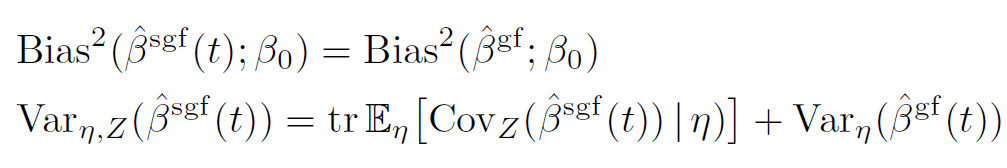 Bias²(β̂^sgf(t); β₀) = Bias²(β̂^gf; β₀)
Var_{η,Z}(β̂^sgf(t)) = tr 𝔼_η[Cov_Z(β̂^sgf(t)) | η)] + Var_η(β̂^gf(t))